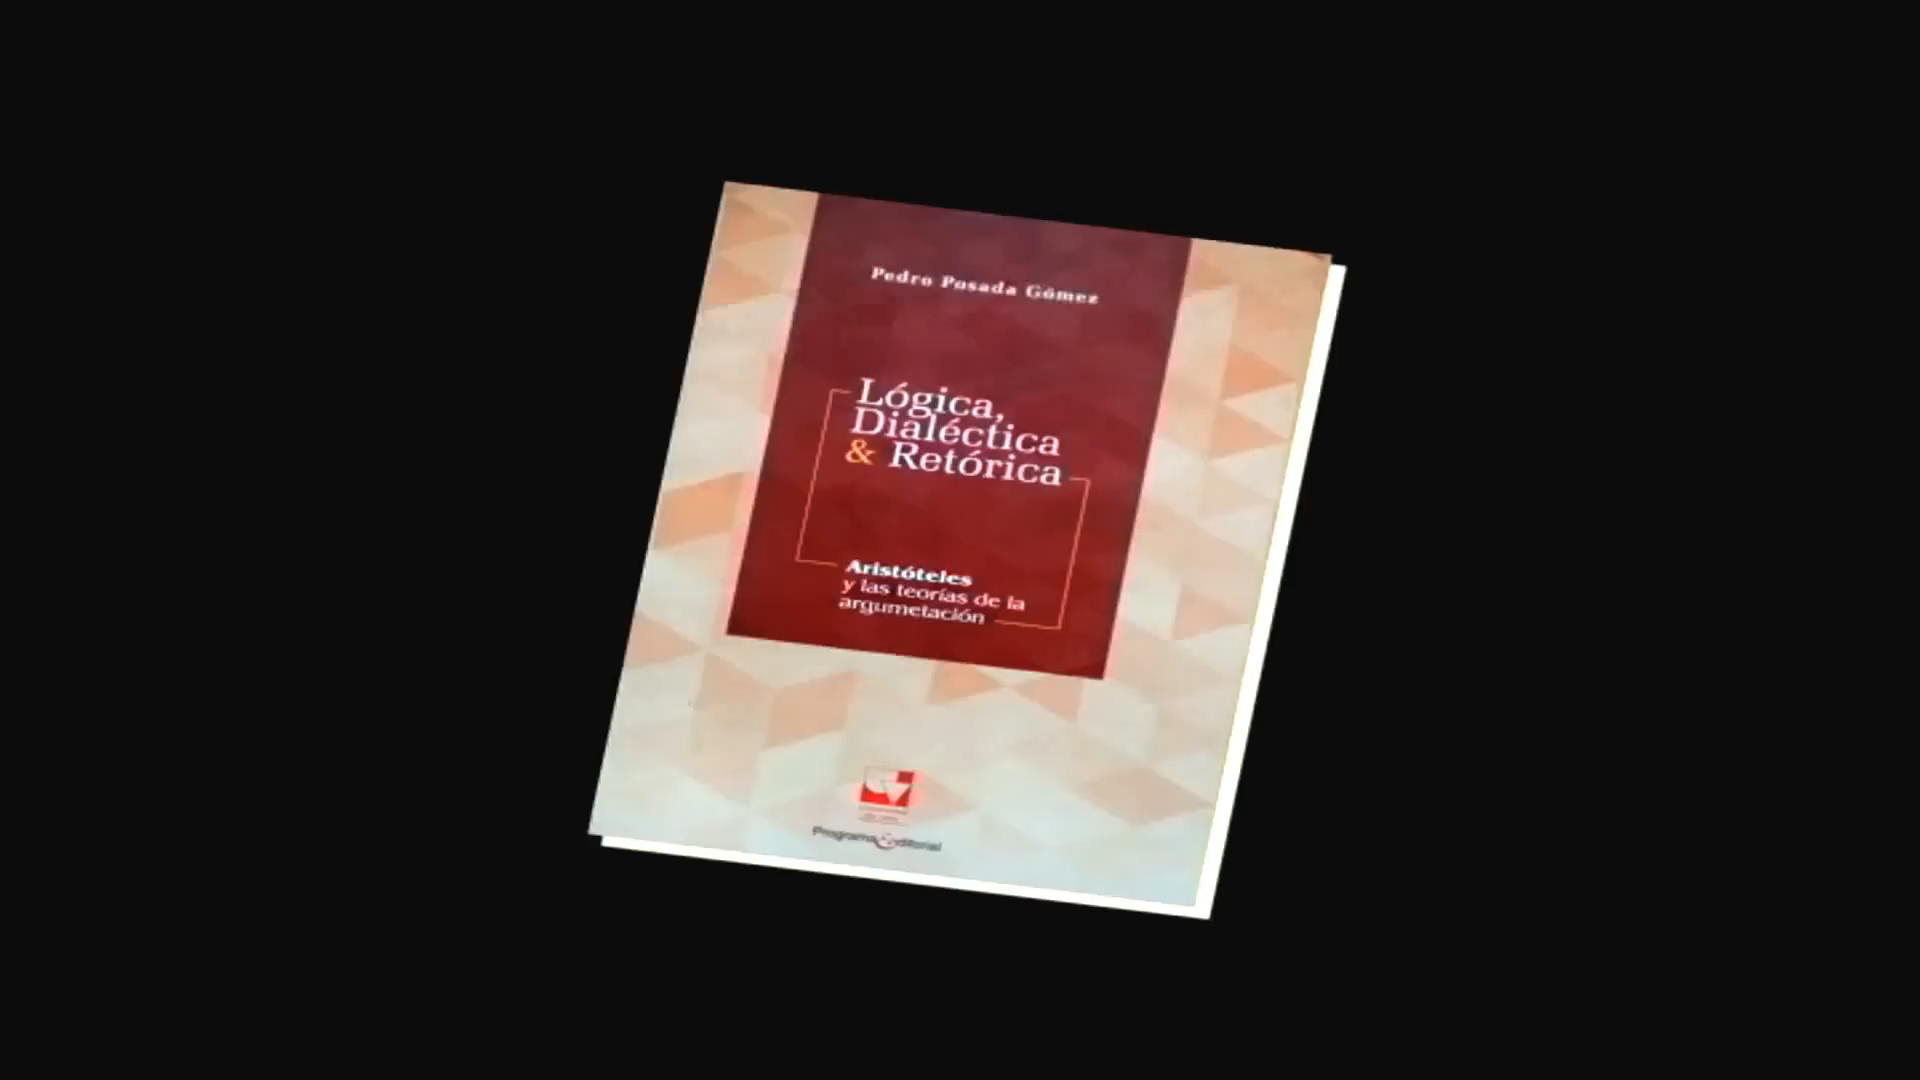 Pedro Posada Gómez
Lógica,
Dialéctica
& Retórica
Aristóteles
y las teorías de la
argumetación
Programa Editorial